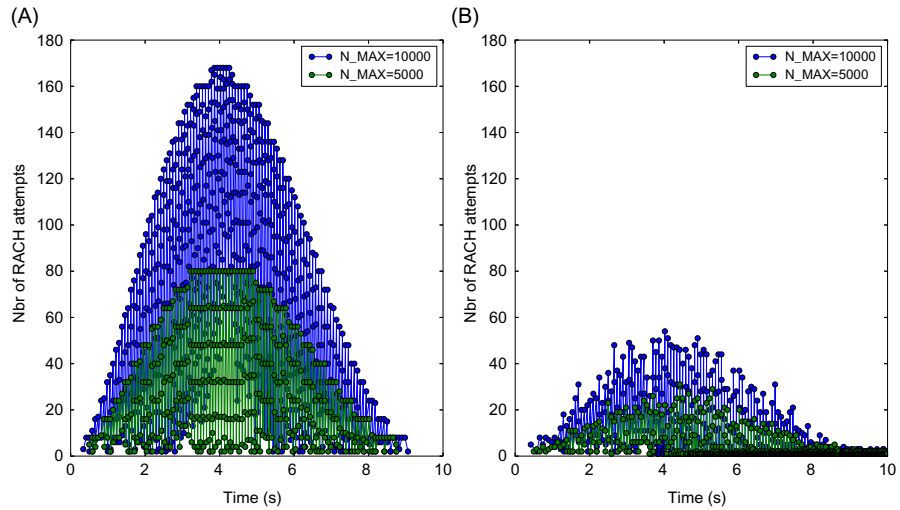 (A)
180
160
140
120
100
80
60
40
20
0
Nbr of RACH attempts
N_MAX=10000
N_MAX=5000
0 2 4 6 8 10
Time (s)
(B)
180
160
140
120
100
80
60
40
20
0
Nbr of RACH attempts
N_MAX=10000
N_MAX=5000
0 2 4 6 8 10
Time (s)